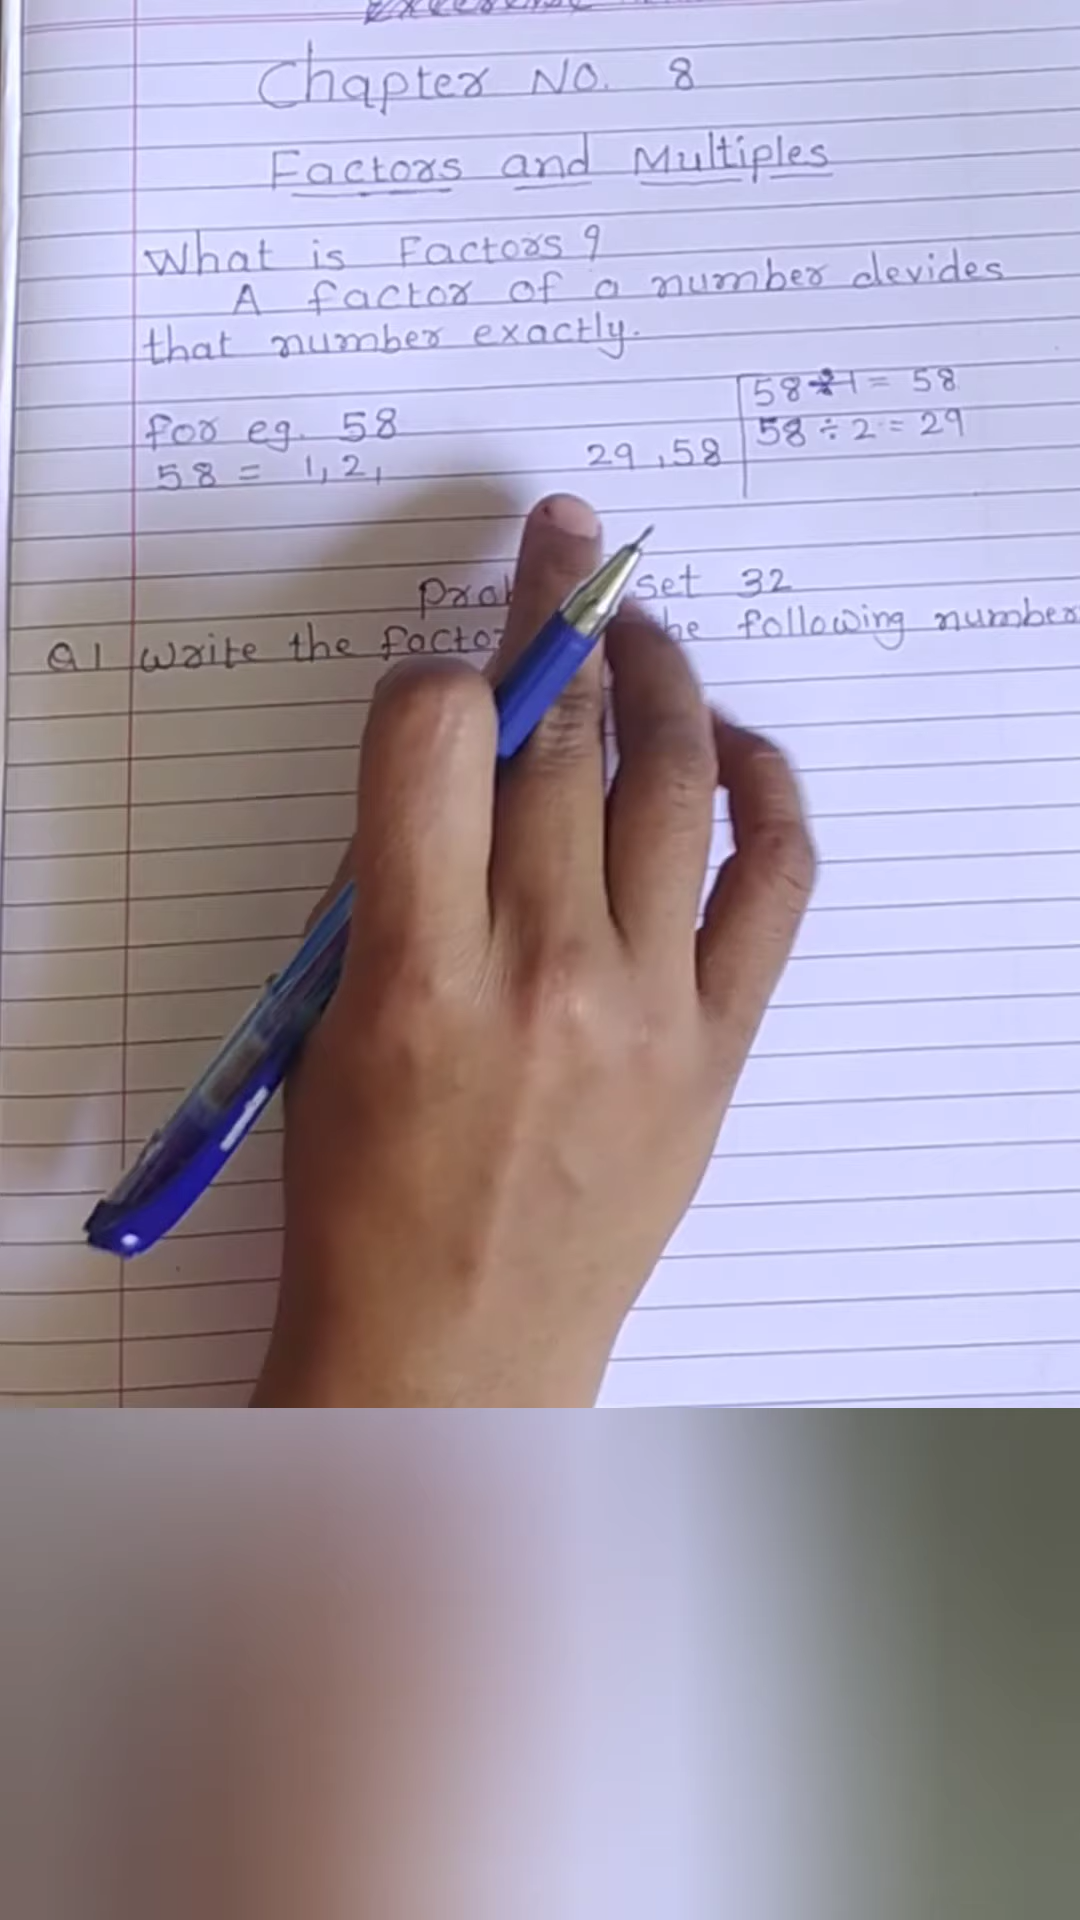 Chapter NO. 8
Factors and Multiples
What is Factors?
A factor of a number devides
that number exactly.
for eg. 58
58 = 1, 2, 29, 58
58 ÷ 1 = 58
58 ÷ 2 = 29
set 32
Q1 Write the the following number